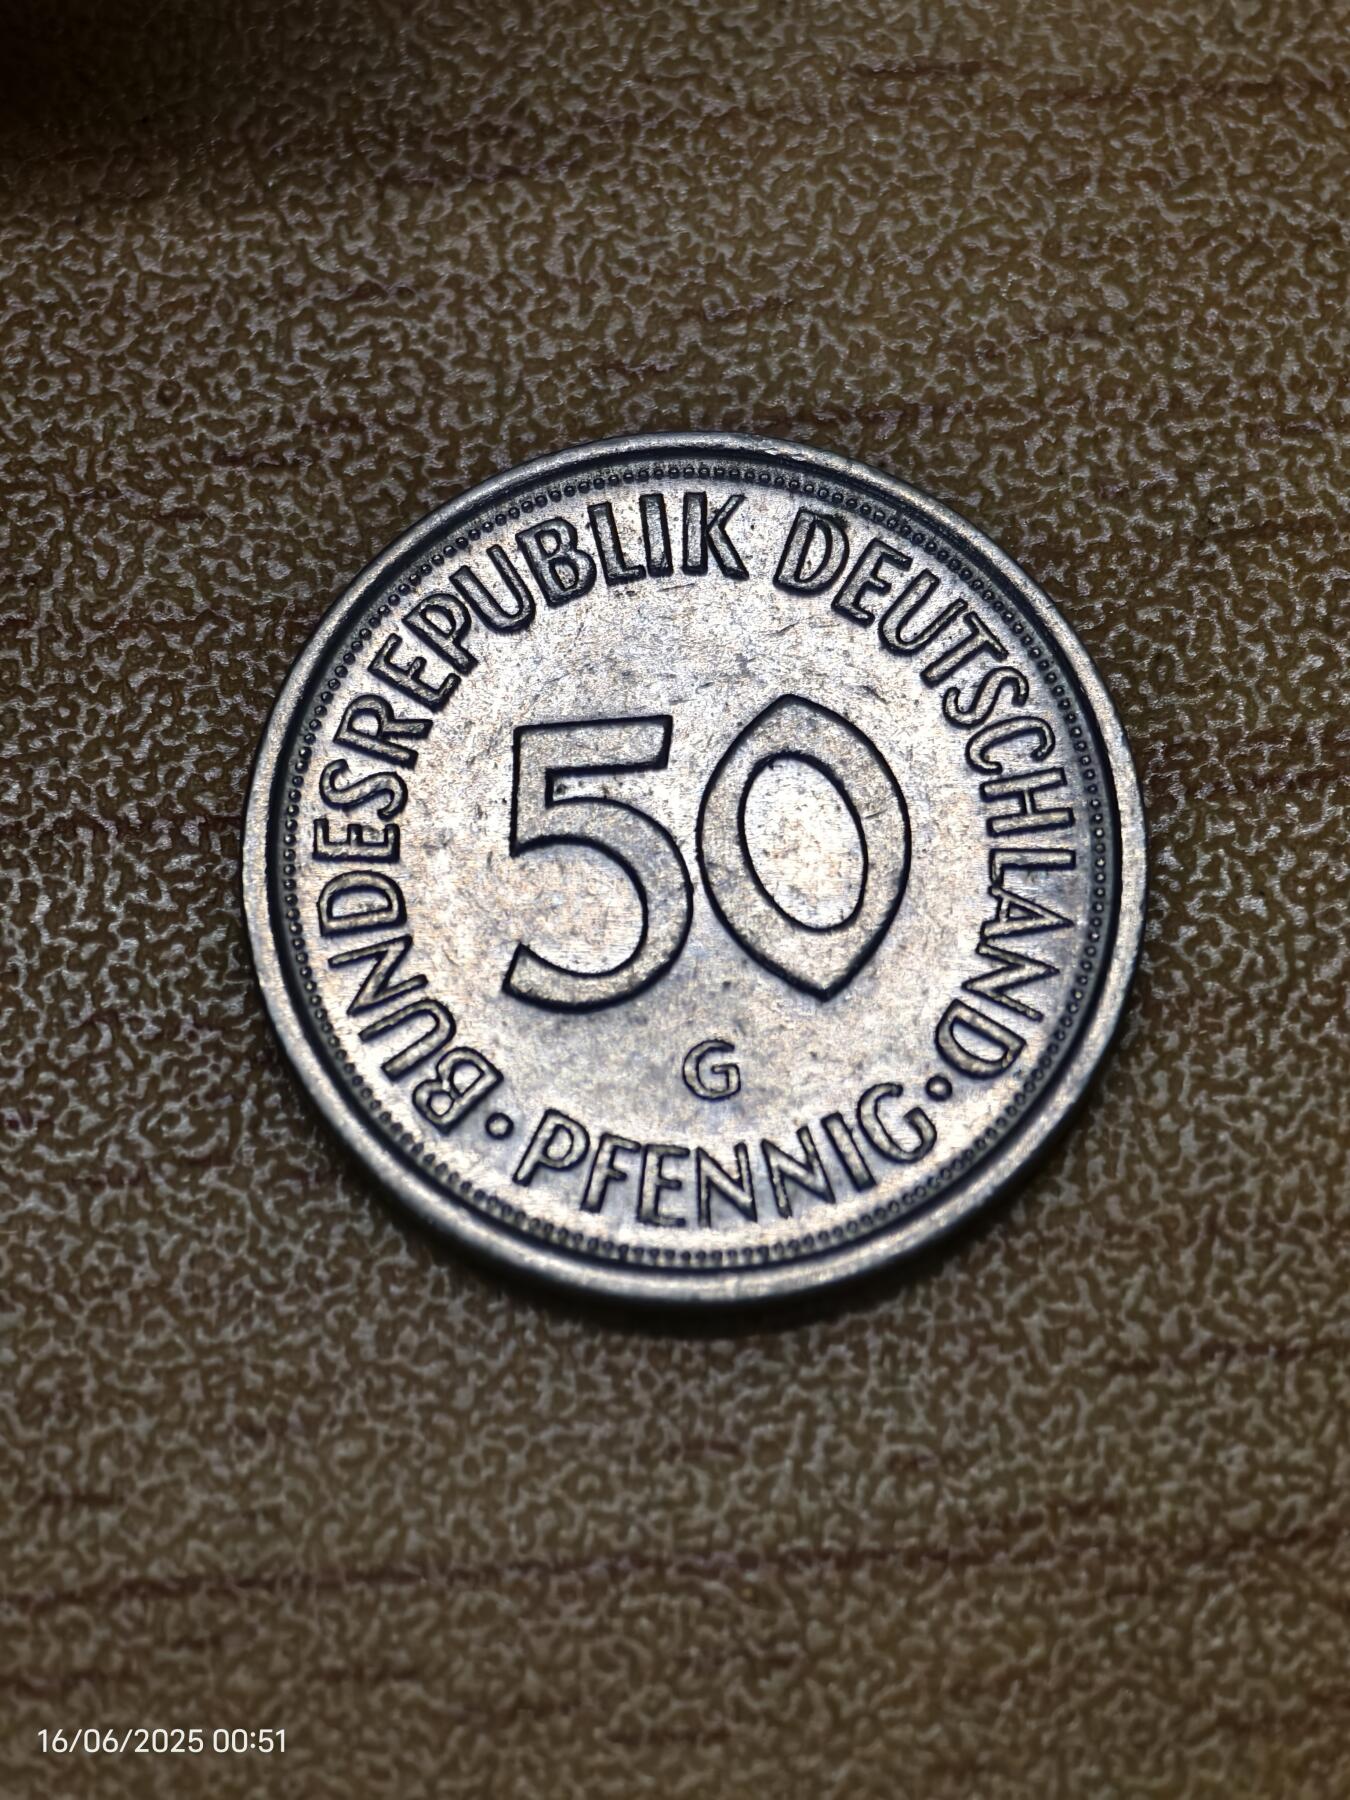 BUNDESREPUBLIK DEUTSCHLAND
50
G
• PFENNIG •
16/06/2025 00:51